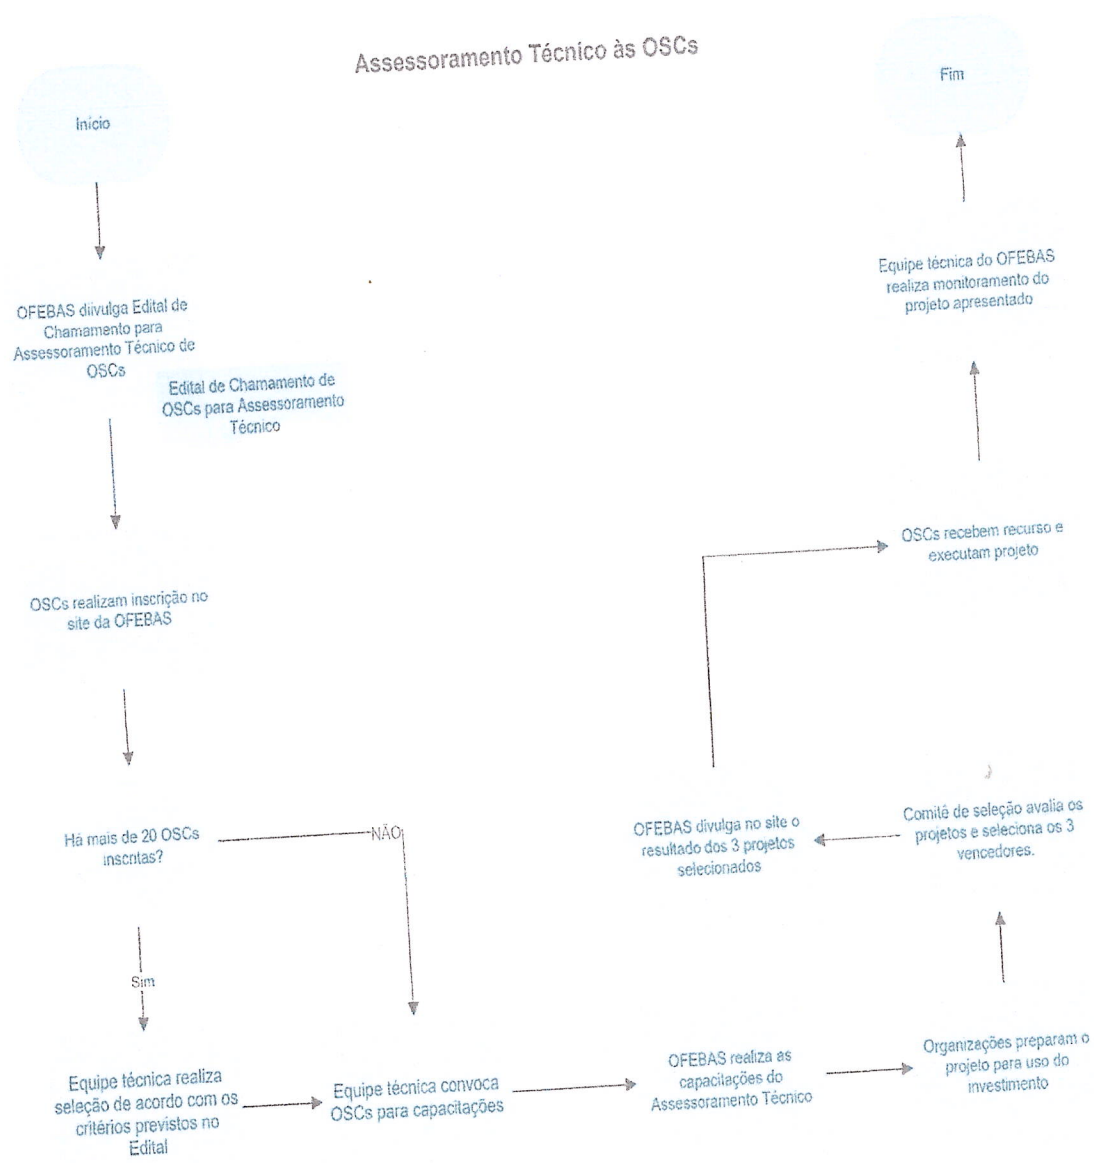 Assessoramento Técnico às OSCs
Início
OFEBAS diivulga Edital de
Chamamento para
Assessoramento Técnico de
OSCs
Edital de Chamamento de
OSCs para Assessoramento
Técnico
OSCs realizam inscrição no
site da OFEBAS
Há mais de 20 OSCs
inscritas?
NÃO
Sim
Equipe técnica realiza
seleção de acordo com os
critérios previstos no
Edital
Equipe técnica convoca
OSCs para capacitações
OFEBAS realiza as
capacitações do
Assessoramento Técnico
Organizações preparam o
projeto para uso do
investimento
Comitê de seleção avalia os
projetos e seleciona os 3
vencedores.
OFEBAS divulga no site o
resultado dos 3 projetos
selecionados
OSCs recebem recurso e
executam projeto
Equipe técnica do OFEBAS
realiza monitoramento do
projeto apresentado
Fim